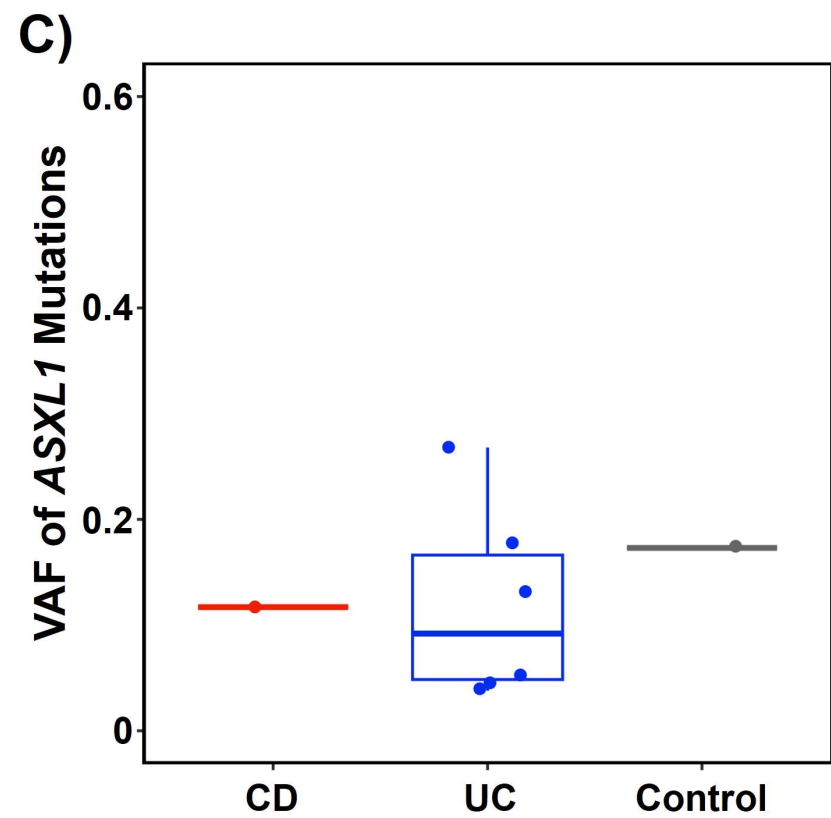 C)
VAF of ASXL1 Mutations
0.6
0.4
0.2
0
CD
UC
Control